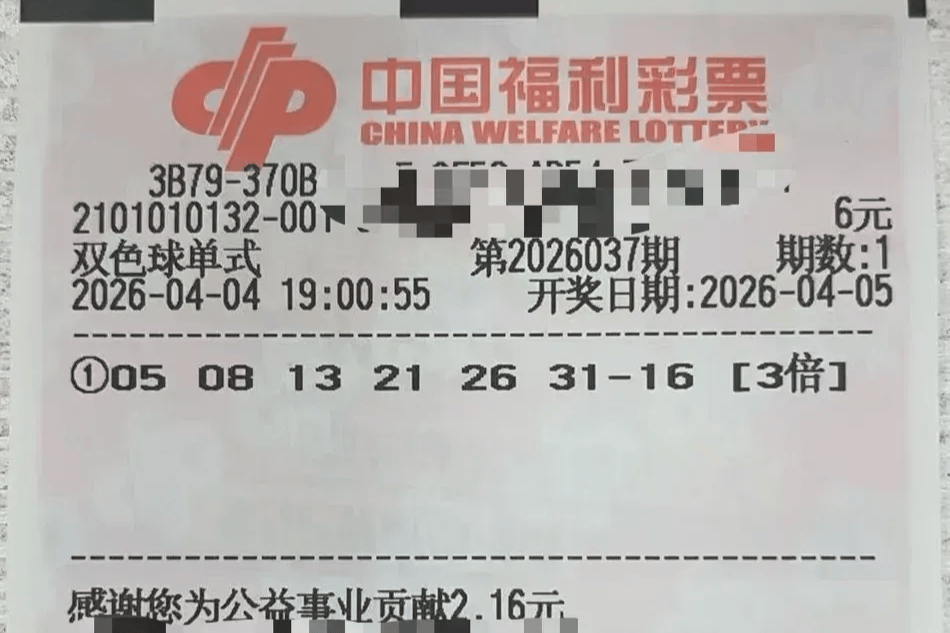 中国福利彩票
CHINA WELFARE LOTTERY
3B79-370B
2101010132-001 6元
双色球单式 第2026037期 期数:1
2026-04-04 19:00:55 开奖日期:2026-04-05
①05 08 13 21 26 31-16 [3倍]
感谢您为公益事业贡献2.16元